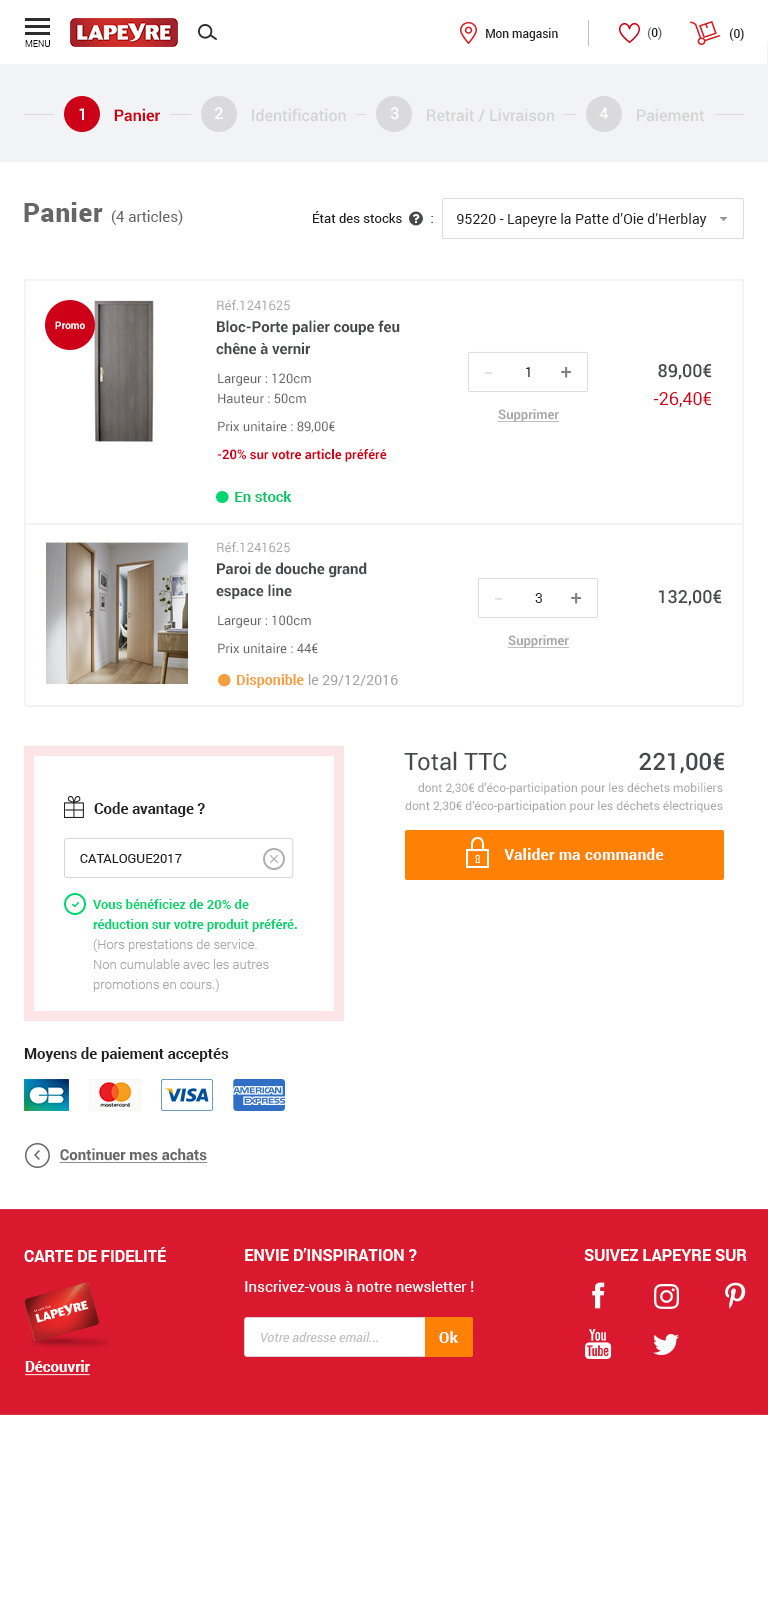 MENU
LAPEYRE
Mon magasin
(0)
(0)
1 Panier
2 Identification
3 Retrait / Livraison
4 Paiement
Panier (4 articles)
État des stocks ? :
95220 - Lapeyre la Patte d'Oie d'Herblay
Promo
Réf.1241625
Bloc-Porte palier coupe feu
chêne à vernir
Largeur : 120cm
Hauteur : 50cm
Prix unitaire : 89,00€
-20% sur votre article préféré
En stock
- 1 +
Supprimer
89,00€
-26,40€
Réf.1241625
Paroi de douche grand
espace line
Largeur : 100cm
Prix unitaire : 44€
Disponible le 29/12/2016
- 3 +
Supprimer
132,00€
Code avantage ?
CATALOGUE2017
Vous bénéficiez de 20% de
réduction sur votre produit préféré.
(Hors prestations de service.
Non cumulable avec les autres
promotions en cours.)
Total TTC 221,00€
dont 2,30€ d'éco-participation pour les déchets mobiliers
dont 2,30€ d'éco-participation pour les déchets électriques
Valider ma commande
Moyens de paiement acceptés
CB
mastercard
VISA
AMERICAN
EXPRESS
Continuer mes achats
CARTE DE FIDELITÉ
LAPEYRE
Découvrir
ENVIE D'INSPIRATION ?
Inscrivez-vous à notre newsletter !
Votre adresse email...
Ok
SUIVEZ LAPEYRE SUR
You
Tube